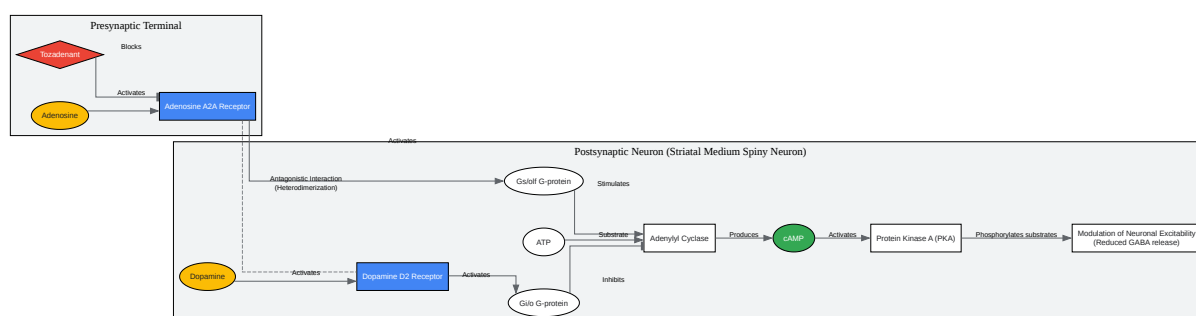 Presynaptic Terminal
Tozadenant
Blocks
Activates
Adenosine A2A Receptor
Adenosine
Activates
Postsynaptic Neuron (Striatal Medium Spiny Neuron)
Antagonistic Interaction
(Heterodimerization)
Gs/olf G-protein
Stimulates
ATP
Substrate
Adenylyl Cyclase
Produces
cAMP
Activates
Protein Kinase A (PKA)
Phosphorylates substrates
Modulation of Neuronal Excitability
(Reduced GABA release)
Dopamine
Activates
Dopamine D2 Receptor
Activates
Inhibits
Gi/o G-protein